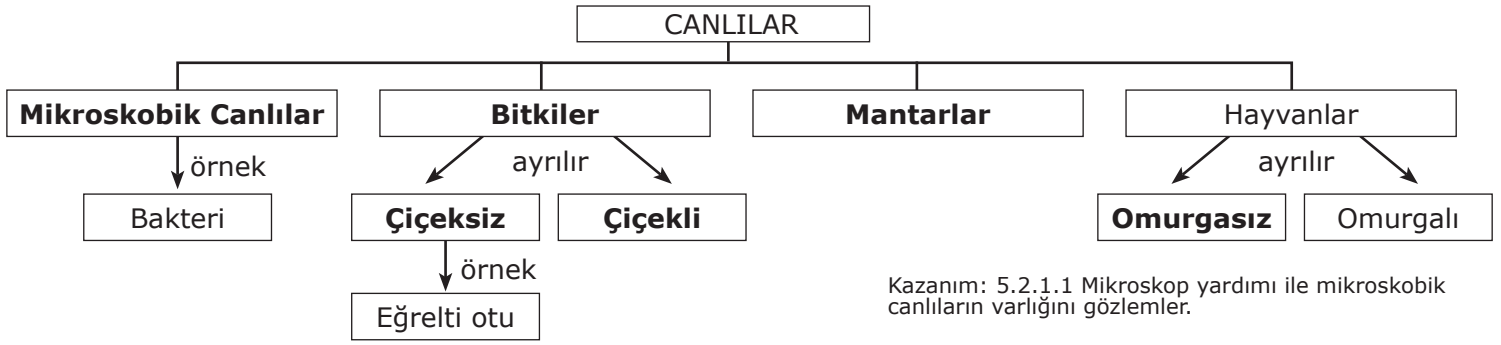 CANLILAR
Mikroskobik Canlılar
Bitkiler
Mantarlar
Hayvanlar
örnek
ayrılır
ayrılır
Bakteri
Çiçeksiz
Çiçekli
Omurgasız
Omurgalı
örnek
Eğrelti otu
Kazanım: 5.2.1.1 Mikroskop yardımı ile mikroskobik
canlıların varlığını gözlemler.